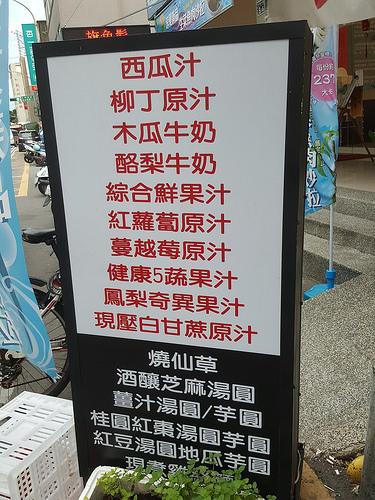 西瓜汁
柳丁原汁
木瓜牛奶
酪梨牛奶
綜合鮮果汁
紅蘿蔔原汁
蔓越莓原汁
健康5蔬果汁
鳳梨奇異果汁
現壓白甘蔗原汁
燒仙草
酒釀芝麻湯圓
薑汁湯圓/芋圓
桂圓紅棗湯圓芋圓
紅豆湯圓地瓜芋圓
現煮